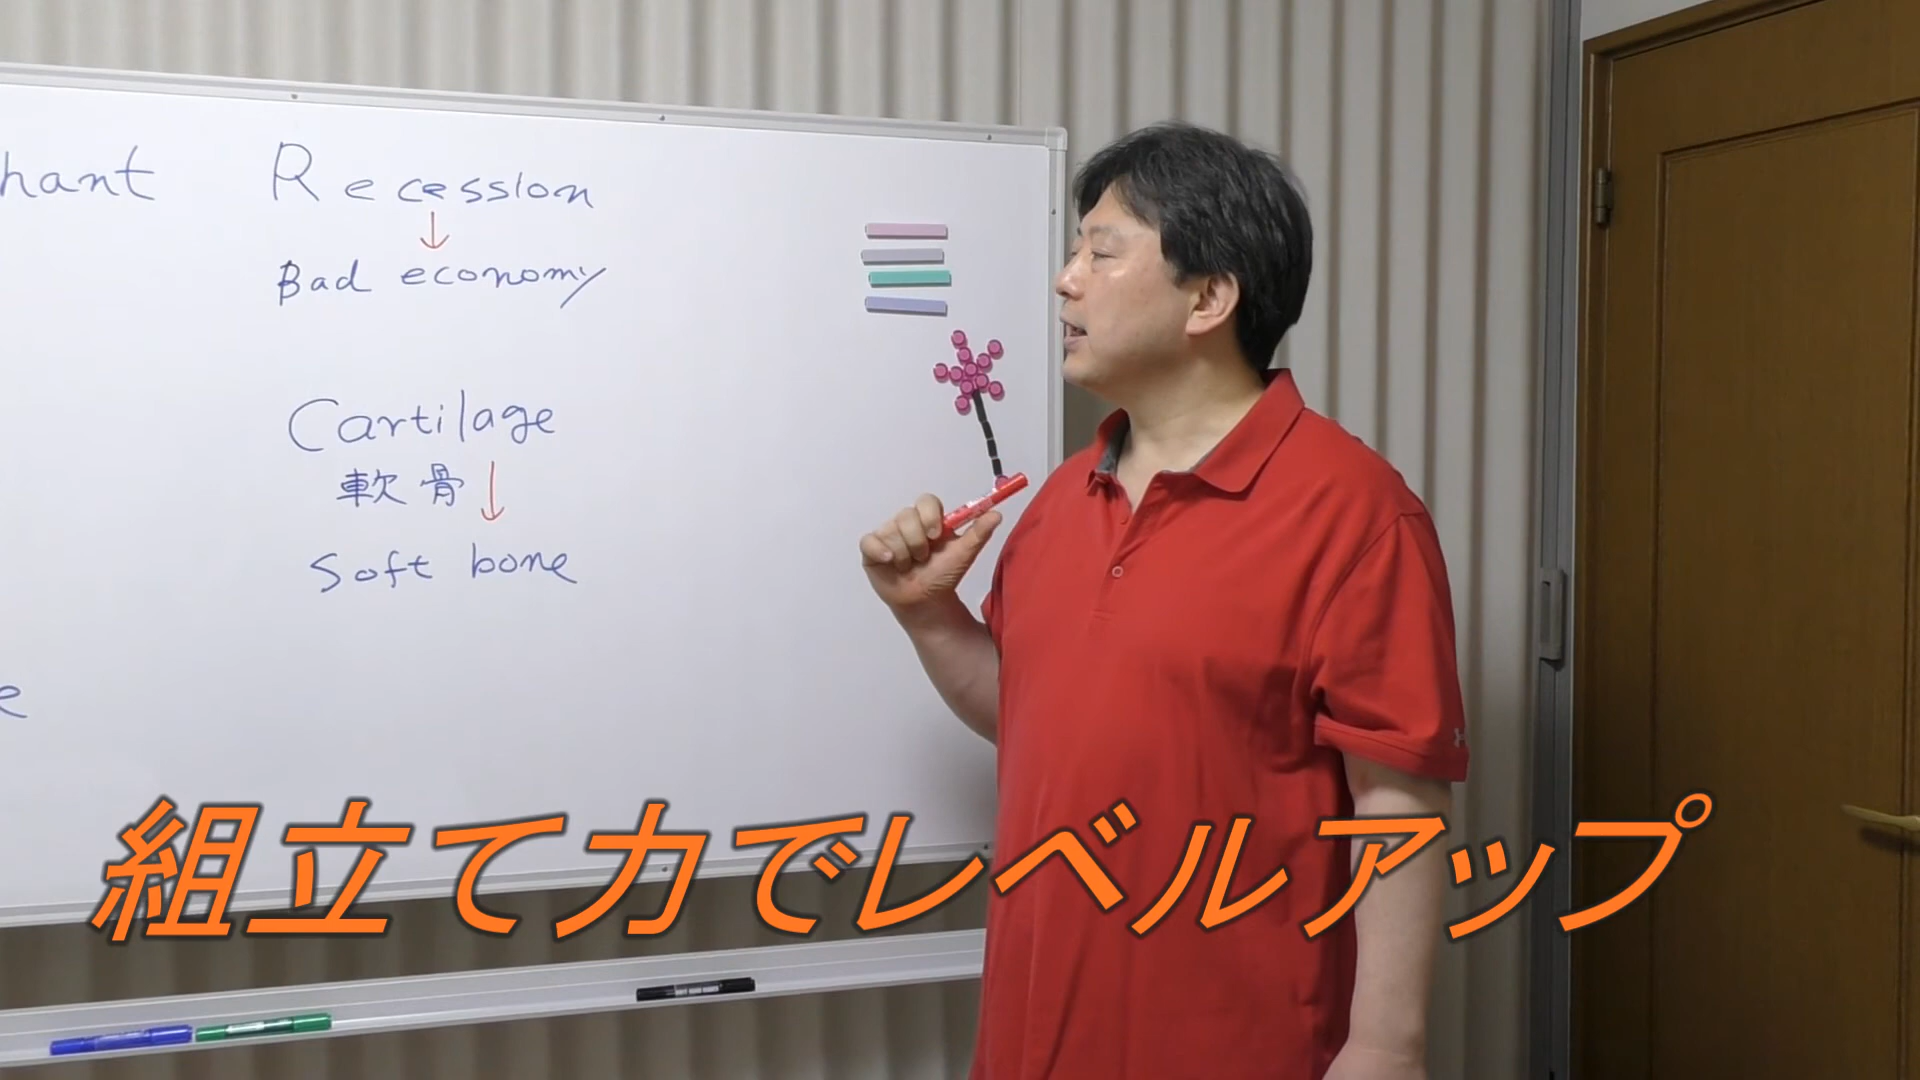 hant Recession
Bad economy
Cartilage
軟骨
Soft bone
e
組立て力でレベルアップ